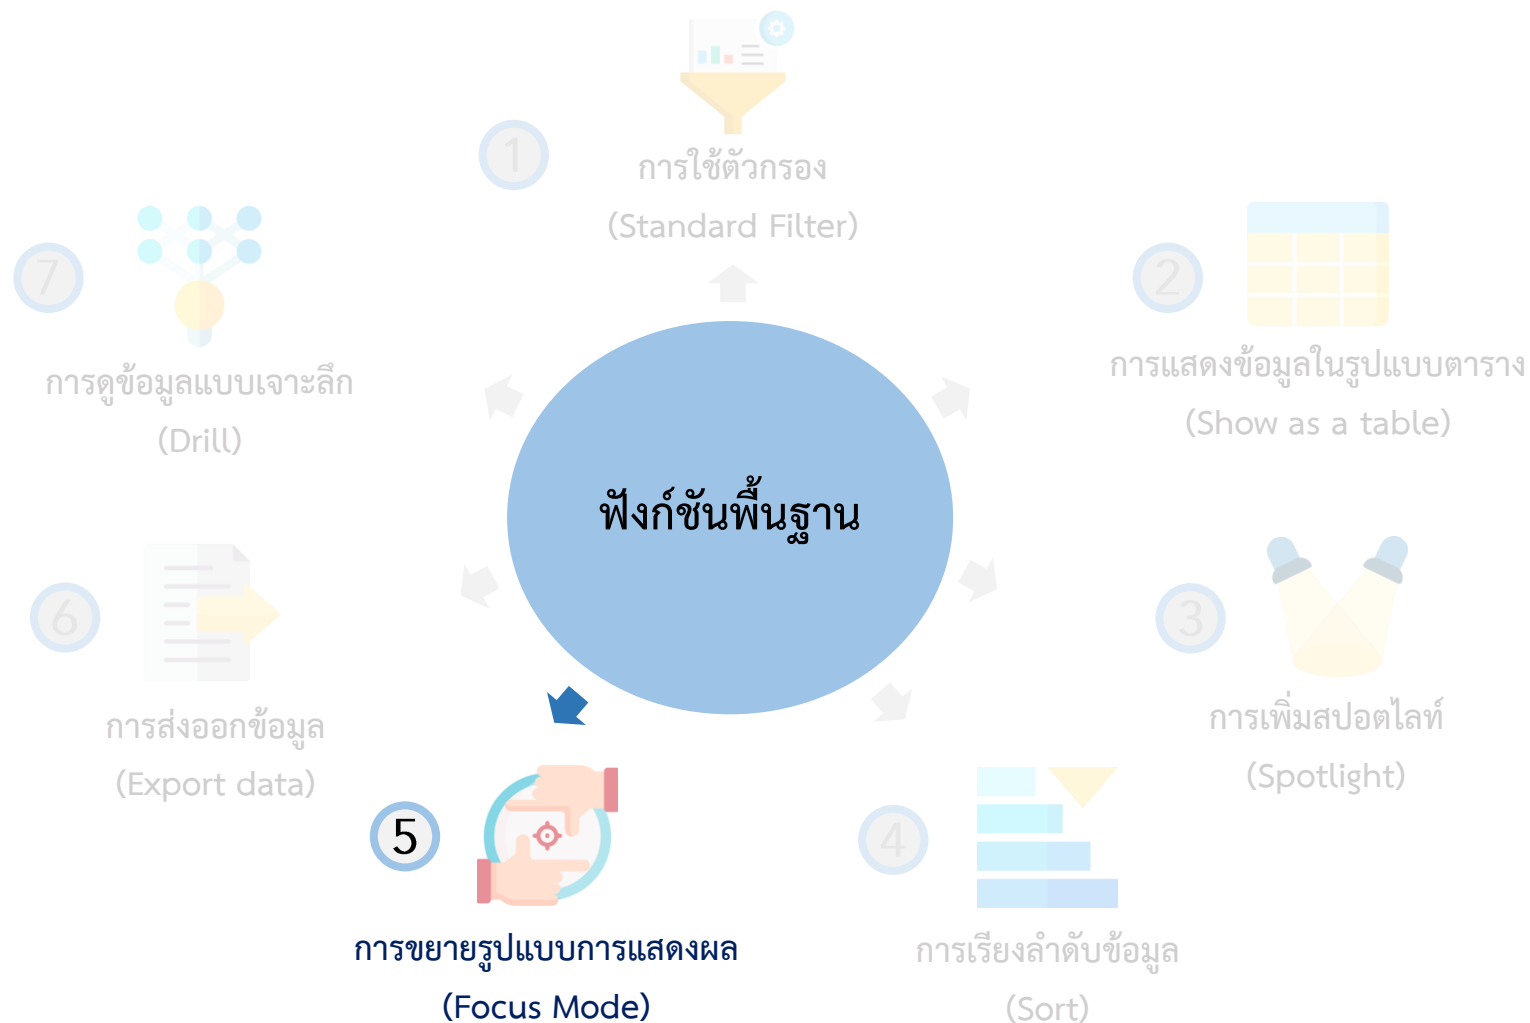 1
การใช้ตัวกรอง
(Standard Filter)
2
การแสดงข้อมูลในรูปแบบตาราง
(Show as a table)
3
การเพิ่มสปอตไลท์
(Spotlight)
4
การเรียงลำดับข้อมูล
(Sort)
5
การขยายรูปแบบการแสดงผล
(Focus Mode)
6
การส่งออกข้อมูล
(Export data)
7
การดูข้อมูลแบบเจาะลึก
(Drill)
ฟังก์ชันพื้นฐาน